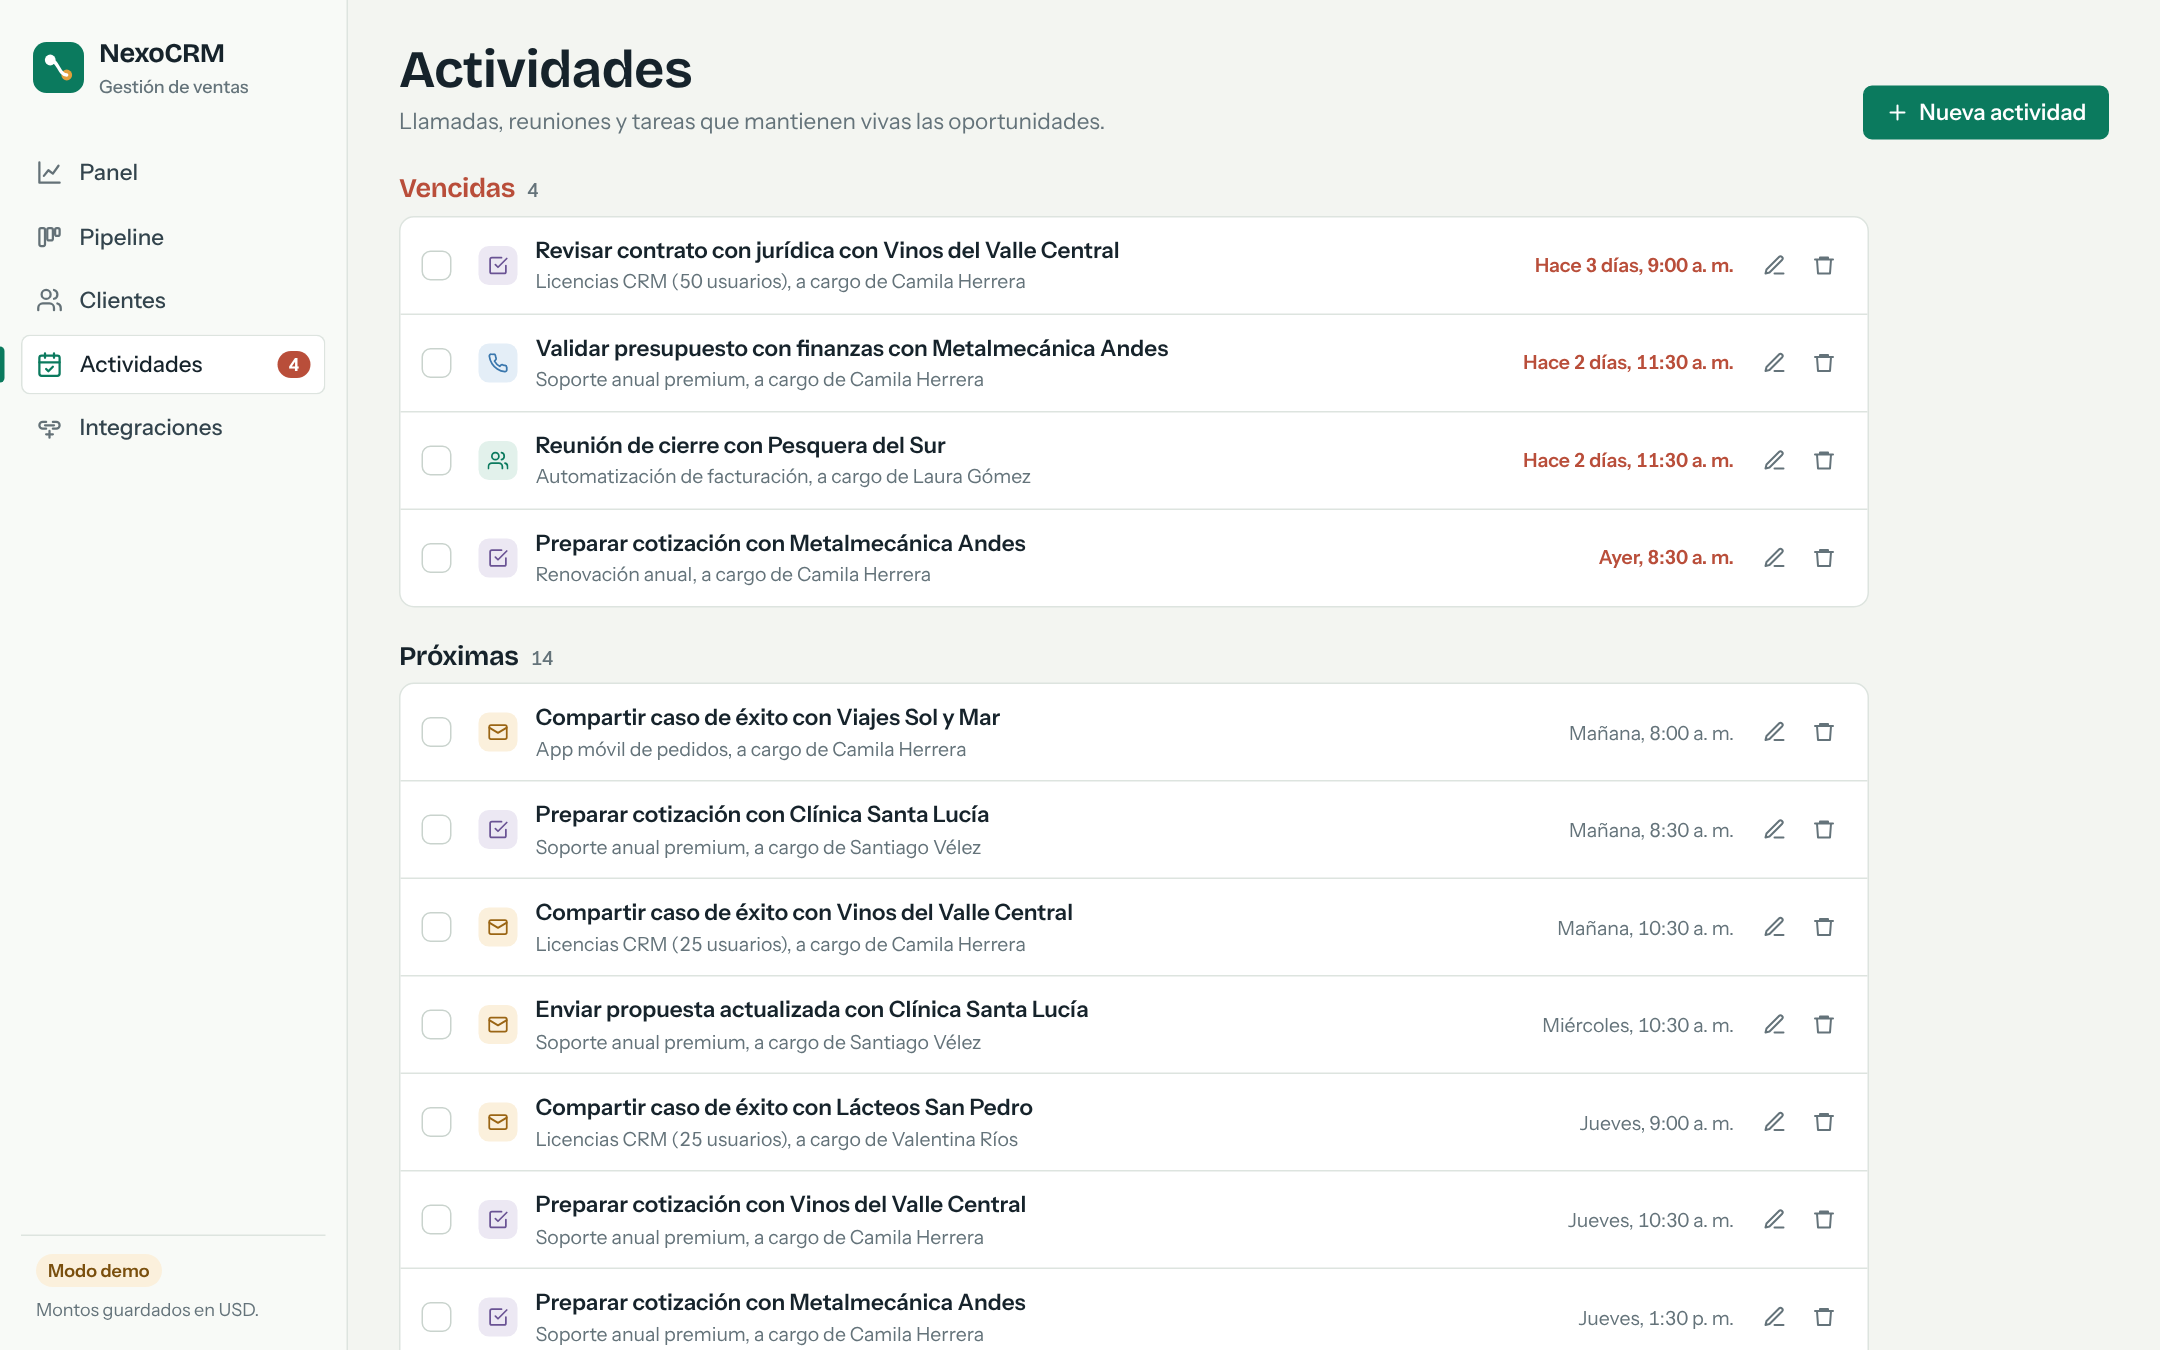 NexoCRM
Gestión de ventas
Panel
Pipeline
Clientes
Actividades 4
Integraciones
Modo demo
Montos guardados en USD.
Actividades
Llamadas, reuniones y tareas que mantienen vivas las oportunidades.
+ Nueva actividad
Vencidas 4
Revisar contrato con jurídica con Vinos del Valle Central
Licencias CRM (50 usuarios), a cargo de Camila Herrera
Hace 3 días, 9:00 a. m.
Validar presupuesto con finanzas con Metalmecánica Andes
Soporte anual premium, a cargo de Camila Herrera
Hace 2 días, 11:30 a. m.
Reunión de cierre con Pesquera del Sur
Automatización de facturación, a cargo de Laura Gómez
Hace 2 días, 11:30 a. m.
Preparar cotización con Metalmecánica Andes
Renovación anual, a cargo de Camila Herrera
Ayer, 8:30 a. m.
Próximas 14
Compartir caso de éxito con Viajes Sol y Mar
App móvil de pedidos, a cargo de Camila Herrera
Mañana, 8:00 a. m.
Preparar cotización con Clínica Santa Lucía
Soporte anual premium, a cargo de Santiago Vélez
Mañana, 8:30 a. m.
Compartir caso de éxito con Vinos del Valle Central
Licencias CRM (25 usuarios), a cargo de Camila Herrera
Mañana, 10:30 a. m.
Enviar propuesta actualizada con Clínica Santa Lucía
Soporte anual premium, a cargo de Santiago Vélez
Miércoles, 10:30 a. m.
Compartir caso de éxito con Lácteos San Pedro
Licencias CRM (25 usuarios), a cargo de Valentina Ríos
Jueves, 9:00 a. m.
Preparar cotización con Vinos del Valle Central
Soporte anual premium, a cargo de Camila Herrera
Jueves, 10:30 a. m.
Preparar cotización con Metalmecánica Andes
Soporte anual premium, a cargo de Camila Herrera
Jueves, 1:30 p. m.